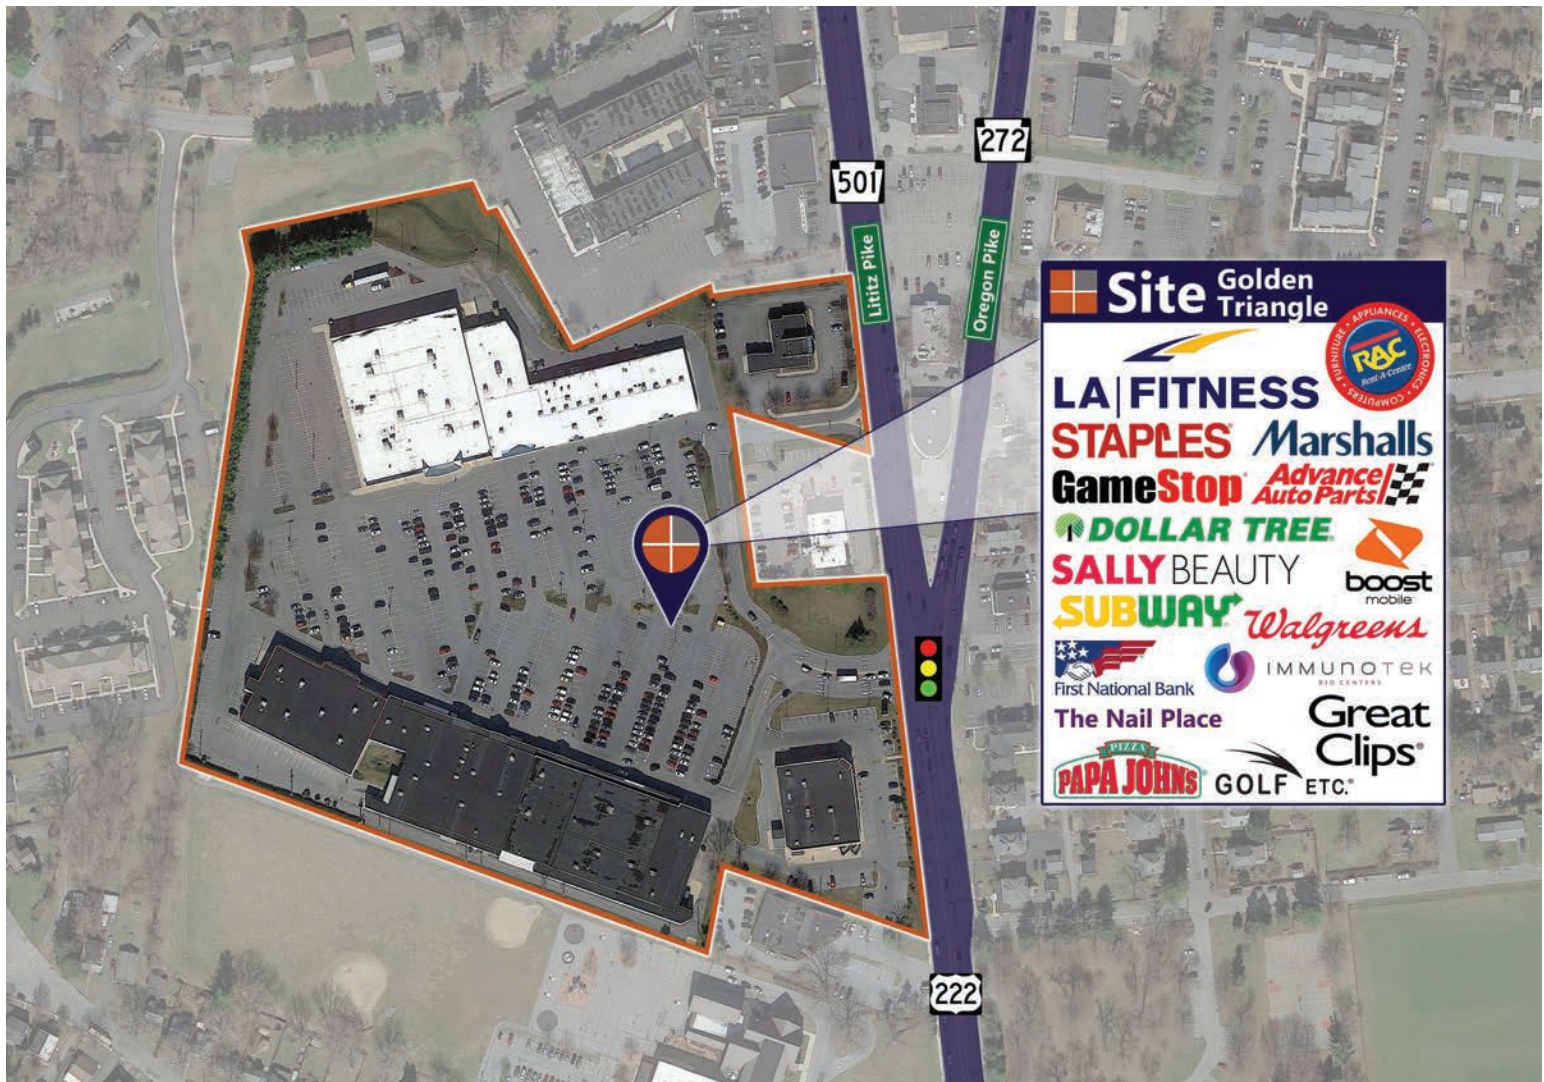 272
501
Lititz Pike
Oregon Pike
Site Golden Triangle
LA|FITNESS
FURNITURE • APPLIANCES • ELECTRONICS • COMPUTERS
RAC
Rent-A-Center
STAPLES
Marshalls
GameStop
Advance
Auto Parts
DOLLAR TREE
SALLY BEAUTY
boost
mobile
SUBWAY
Walgreens
First National Bank
IMMUNOTEK
BIO CENTERS
The Nail Place
Great
Clips®
PIZZA
PAPA JOHNS
GOLF ETC.®
222